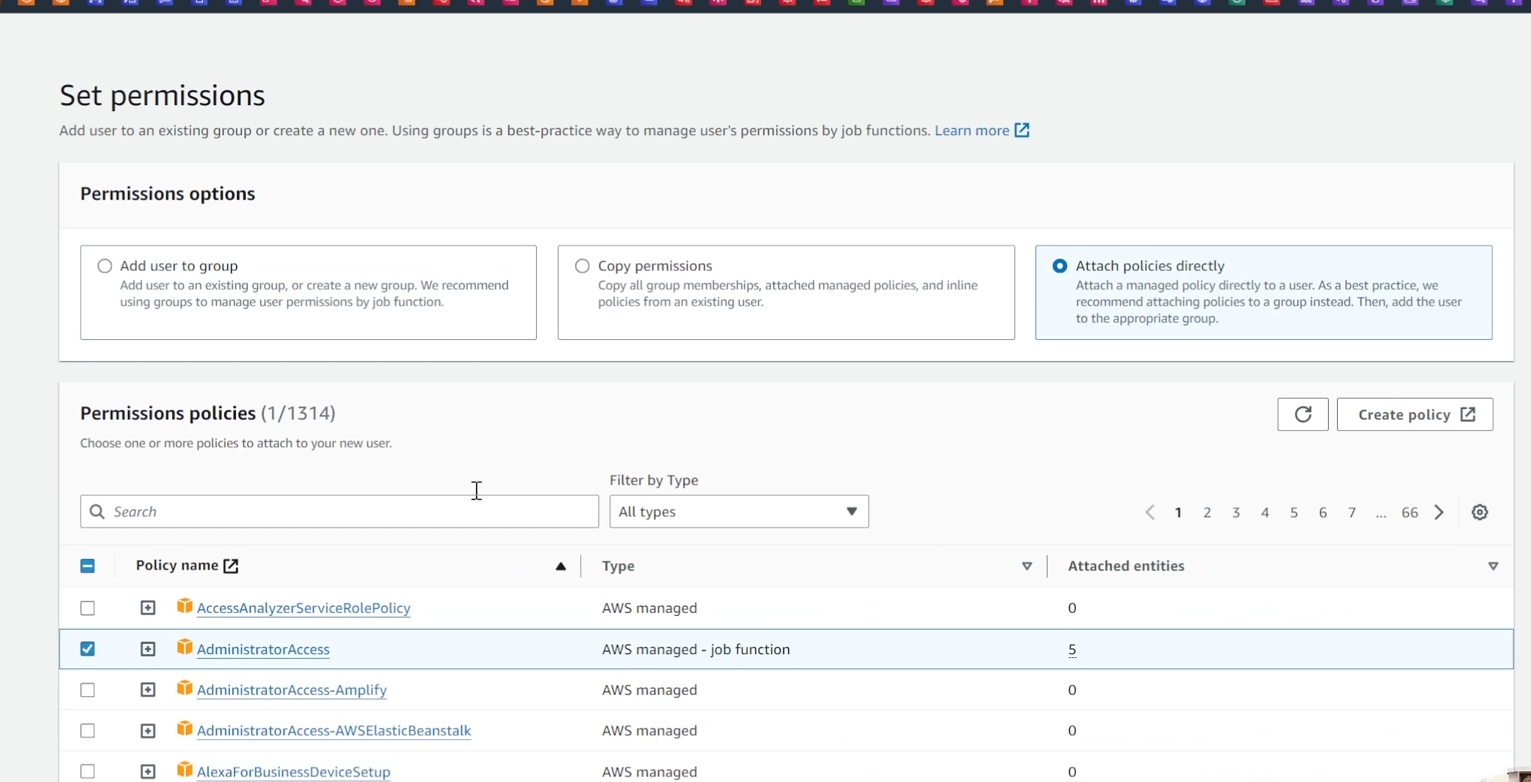 Set permissions
Add user to an existing group or create a new one. Using groups is a best-practice way to manage user's permissions by job functions. Learn more
Permissions options
Add user to group
Add user to an existing group, or create a new group. We recommend
using groups to manage user permissions by job function.
Copy permissions
Copy all group memberships, attached managed policies, and inline
policies from an existing user.
Attach policies directly
Attach a managed policy directly to a user. As a best practice, we
recommend attaching policies to a group instead. Then, add the user
to the appropriate group.
Permissions policies (1/1314)
Create policy
Choose one or more policies to attach to your new user.
Filter by Type
Search
All types
1 2 3 4 5 6 7 ... 66
Policy name Type Attached entities
AccessAnalyzerServiceRolePolicy AWS managed 0
AdministratorAccess AWS managed - job function 5
AdministratorAccess-Amplify AWS managed 0
AdministratorAccess-AWSElasticBeanstalk AWS managed 0
AlexaForBusinessDeviceSetup AWS managed 0